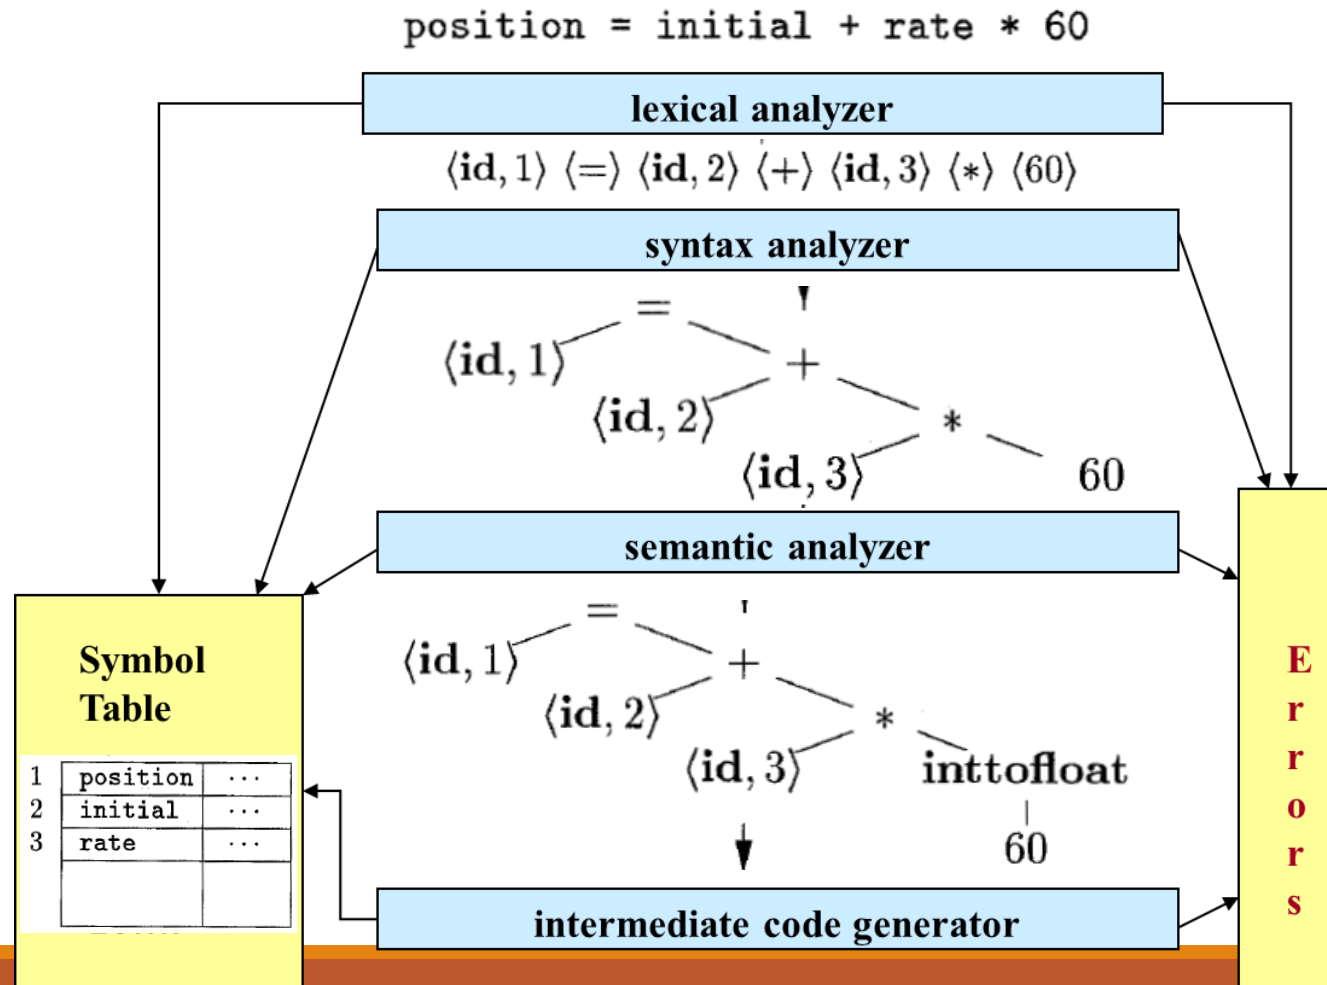 position = initial + rate * 60
lexical analyzer
⟨id, 1⟩ ⟨=⟩ ⟨id, 2⟩ ⟨+⟩ ⟨id, 3⟩ ⟨*⟩ ⟨60⟩
syntax analyzer
=
⟨id, 1⟩
+
⟨id, 2⟩
*
⟨id, 3⟩
60
semantic analyzer
=
⟨id, 1⟩
+
⟨id, 2⟩
*
⟨id, 3⟩
inttofloat
60
intermediate code generator
Symbol
Table
1 position ...
2 initial ...
3 rate ...
E
r
r
o
r
s